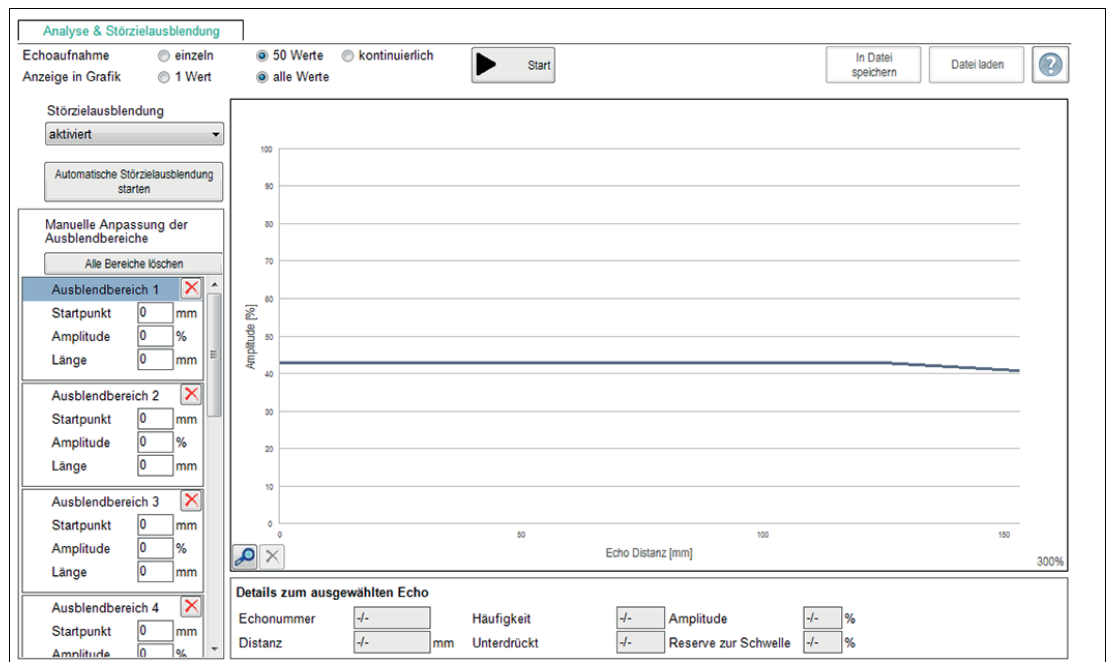 Analyse & Störzielausblendung
Echoaufnahme einzeln 50 Werte kontinuierlich
Anzeige in Grafik 1 Wert alle Werte
Start
In Datei speichern
Datei laden
?
Störzielausblendung
aktiviert
Automatische Störzielausblendung
starten
Manuelle Anpassung der
Ausblendbereiche
Alle Bereiche löschen
Ausblendbereich 1
Startpunkt 0 mm
Amplitude 0 %
Länge 0 mm
Ausblendbereich 2
Startpunkt 0 mm
Amplitude 0 %
Länge 0 mm
Ausblendbereich 3
Startpunkt 0 mm
Amplitude 0 %
Länge 0 mm
Ausblendbereich 4
Startpunkt 0 mm
Amplitude 0 %
Amplitude [%]
100
90
80
70
60
50
40
30
20
10
0
0 50 100 150
Echo Distanz [mm]
300%
Details zum ausgewählten Echo
Echonummer -/- Häufigkeit -/- Amplitude -/- %
Distanz -/- mm Unterdrückt -/- Reserve zur Schwelle -/- %